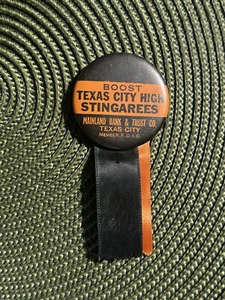 BOOST
TEXAS CITY HIGH
STINGAREES
MAINLAND BANK & TRUST CO.
TEXAS CITY
MEMBER F.D.I.C.